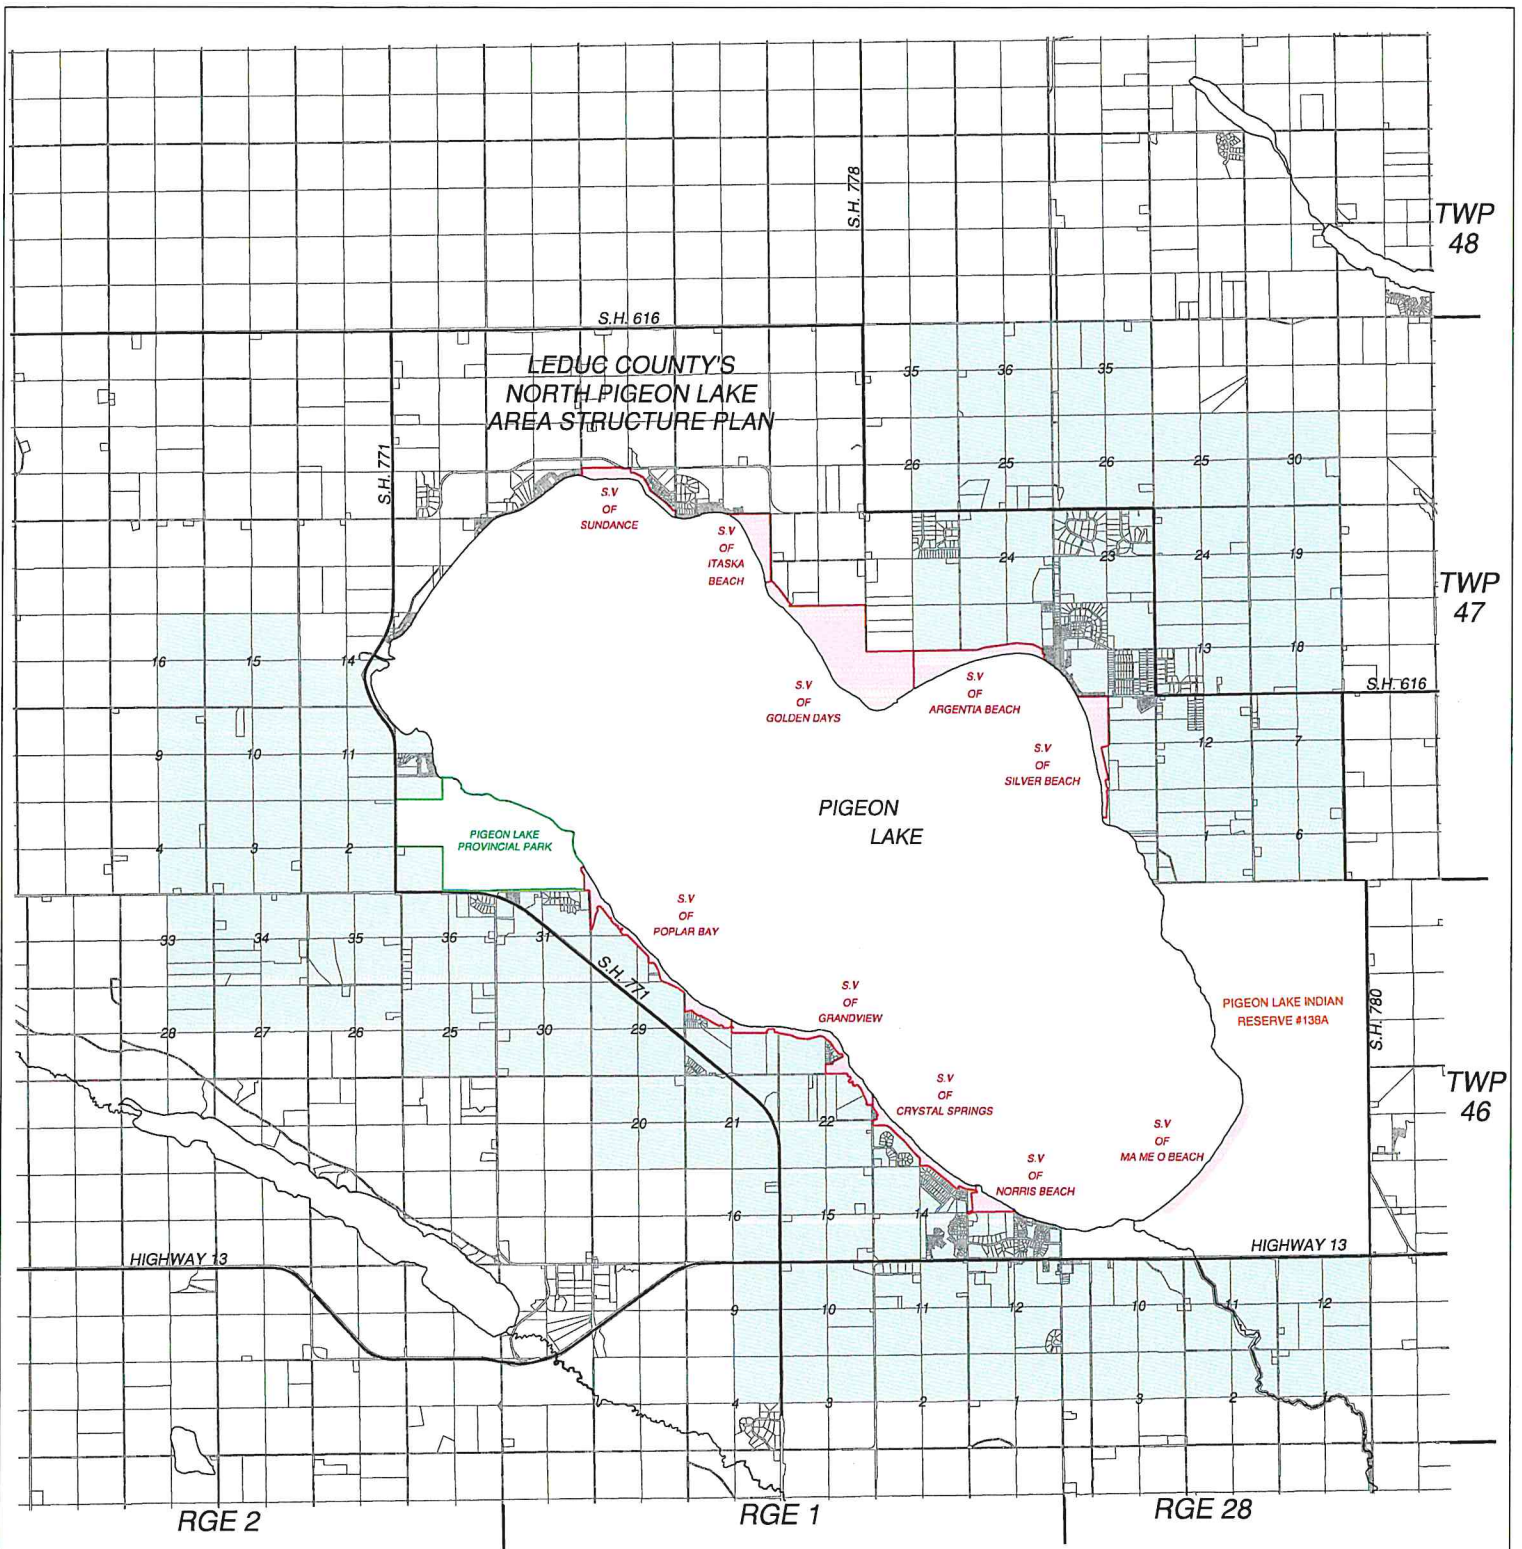 TWP
48
S.H. 778
S.H. 616
LEDUC COUNTY'S
NORTH PIGEON LAKE
AREA STRUCTURE PLAN
35
36
35
S.H. 771
26
25
26
25
30
S.V
OF
SUNDANCE
S.V
OF
ITASKA
BEACH
24
23
24
19
TWP
47
16
15
14
13
18
S.V
OF
GOLDEN DAYS
S.V
OF
ARGENTIA BEACH
S.H. 616
9
10
11
S.V
OF
SILVER BEACH
12
7
PIGEON
LAKE
PIGEON LAKE
PROVINCIAL PARK
4
3
2
1
6
S.V
OF
POPLAR BAY
33
34
35
36
31
S.H. 771
S.V
OF
GRANDVIEW
PIGEON LAKE INDIAN
RESERVE #138A
S.H. 780
28
27
26
25
30
29
S.V
OF
CRYSTAL SPRINGS
TWP
46
20
21
22
S.V
OF
MA ME O BEACH
S.V
OF
NORRIS BEACH
16
15
14
HIGHWAY 13
HIGHWAY 13
9
10
11
12
10
11
12
4
3
2
1
3
2
1
RGE 2
RGE 1
RGE 28